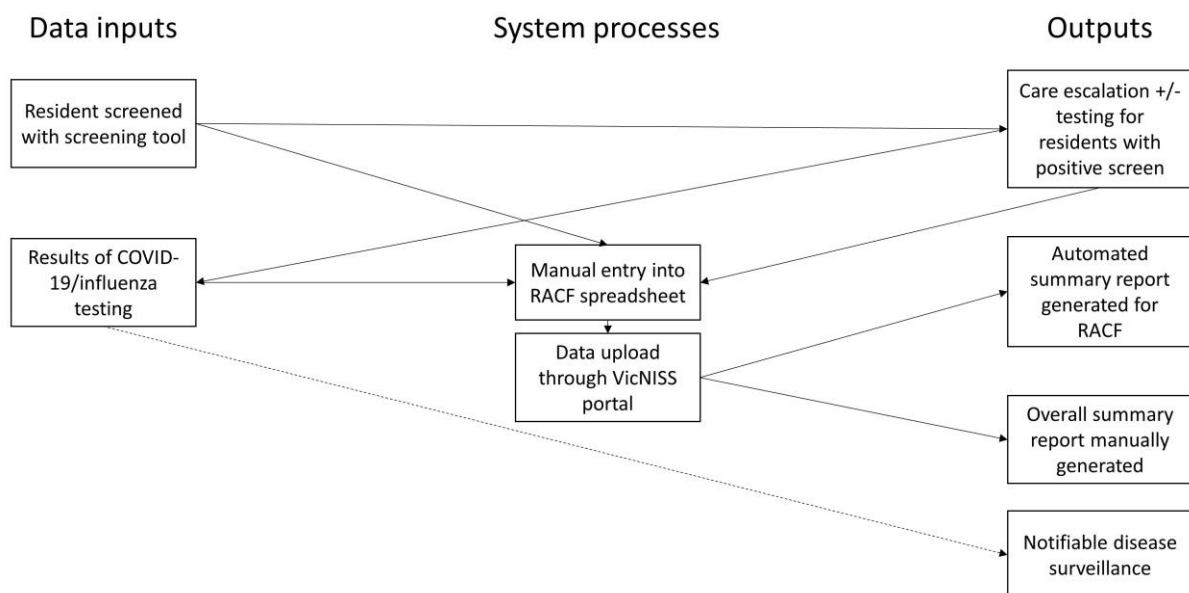 Data inputs
System processes
Outputs
Resident screened
with screening tool
Care escalation +/-
testing for
residents with
positive screen
Results of COVID-
19/influenza
testing
Manual entry into
RACF spreadsheet
Automated
summary report
generated for
RACF
Data upload
through VicNISS
portal
Overall summary
report manually
generated
Notifiable disease
surveillance